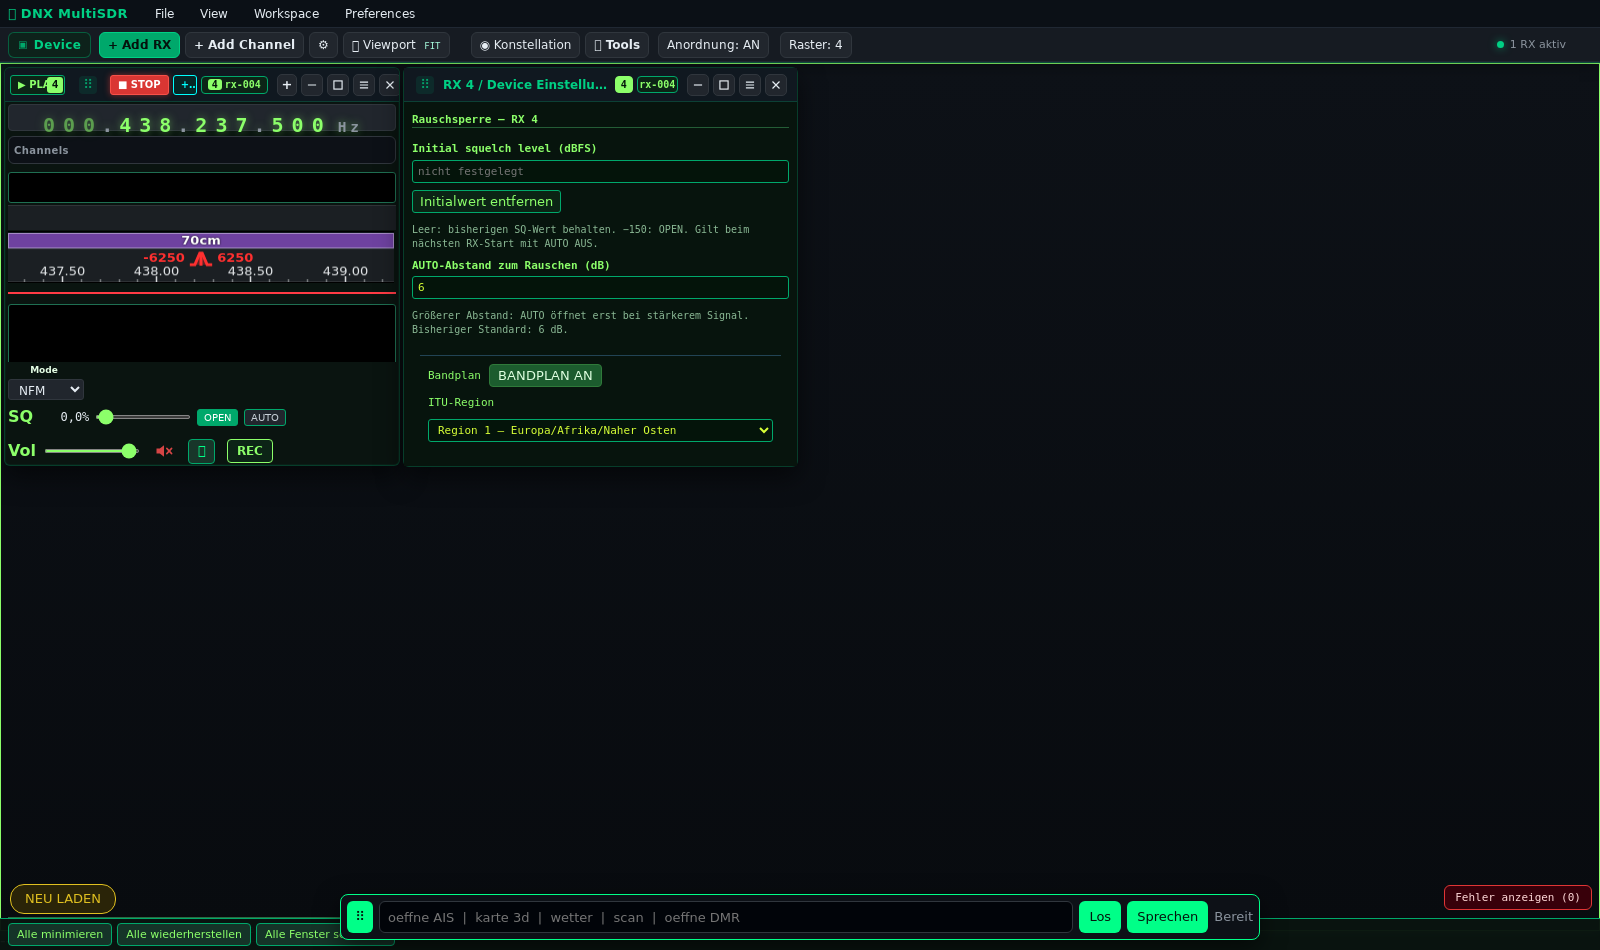 DNX MultiSDR File View Workspace Preferences
Device + Add RX + Add Channel ⚙ Viewport FIT ◉ Konstellation Tools Anordnung: AN Raster: 4 1 RX aktiv
▶ PLA 4 ■ STOP +.. 4 rx-004 + − □ ≡ ✕
000.438.237.500 Hz
Channels
70cm
-6250 6250
437.50 438.00 438.50 439.00
Mode
NFM
SQ 0,0% OPEN AUTO
Vol REC
RX 4 / Device Einstellu... 4 rx-004 − □ ≡ ✕
Rauschsperre — RX 4
Initial squelch level (dBFS)
nicht festgelegt
Initialwert entfernen
Leer: bisherigen SQ-Wert behalten. −150: OPEN. Gilt beim
nächsten RX-Start mit AUTO AUS.
AUTO-Abstand zum Rauschen (dB)
6
Größerer Abstand: AUTO öffnet erst bei stärkerem Signal.
Bisheriger Standard: 6 dB.
Bandplan BANDPLAN AN
ITU-Region
Region 1 — Europa/Afrika/Naher Osten
NEU LADEN
Fehler anzeigen (0)
oeffne AIS | karte 3d | wetter | scan | oeffne DMR Los Sprechen Bereit
Alle minimieren Alle wiederherstellen Alle Fenster